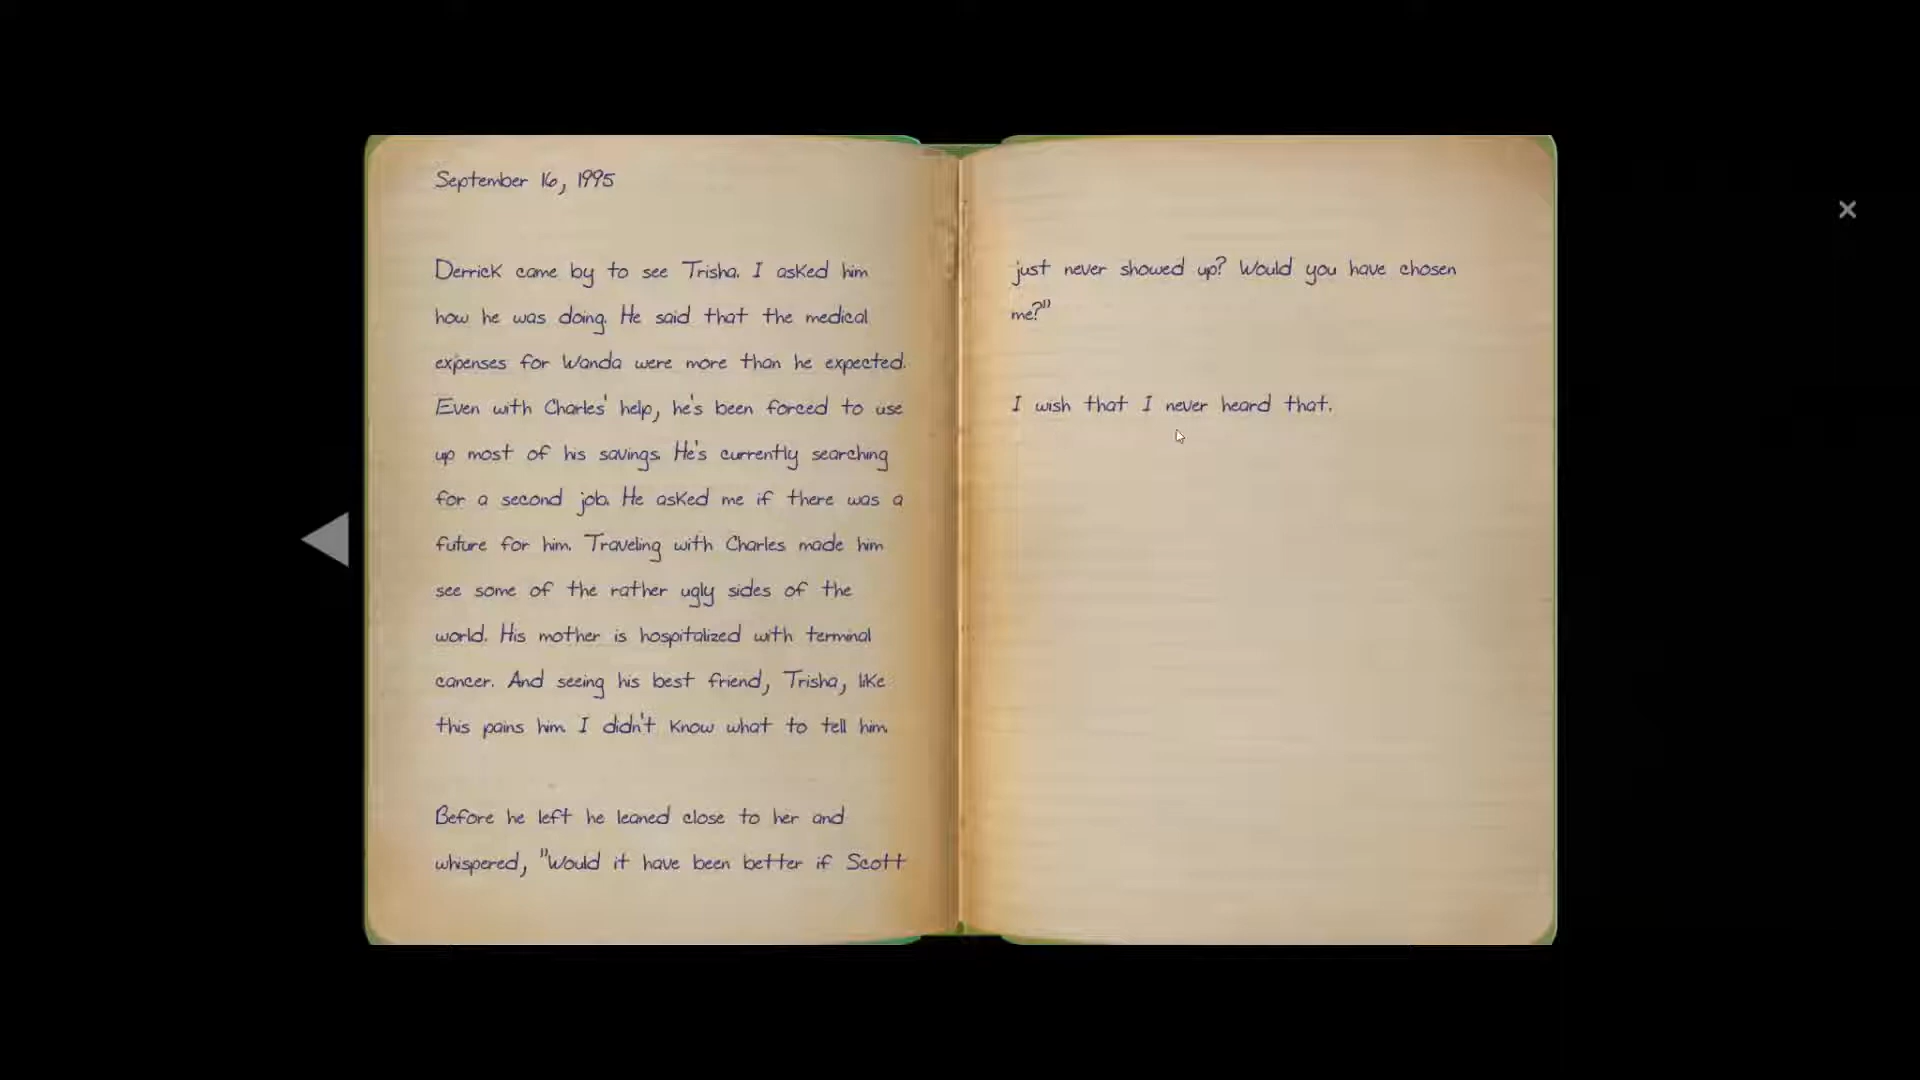 September 16, 1995
Derrick came by to see Trisha. I asked him
how he was doing. He said that the medical
expenses for Wanda were more than he expected.
Even with Charles' help, he's been forced to use
up most of his savings. He's currently searching
for a second job. He asked me if there was a
future for him. Traveling with Charles made him
see some of the rather ugly sides of the
world. His mother is hospitalized with terminal
cancer. And seeing his best friend, Trisha, like
this pains him. I didn't know what to tell him.
Before he left he leaned close to her and
whispered, "Would it have been better if Scott
just never showed up? Would you have chosen
me?"
I wish that I never heard that.